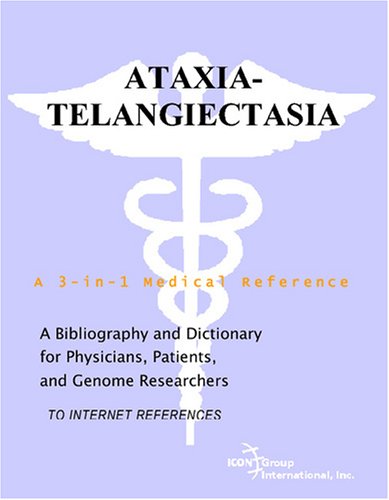 ATAXIA-
TELANGIECTASIA
A 3-in-1 Medical Reference
A Bibliography and Dictionary
for Physicians, Patients,
and Genome Researchers
TO INTERNET REFERENCES
ICON Group
International, Inc.